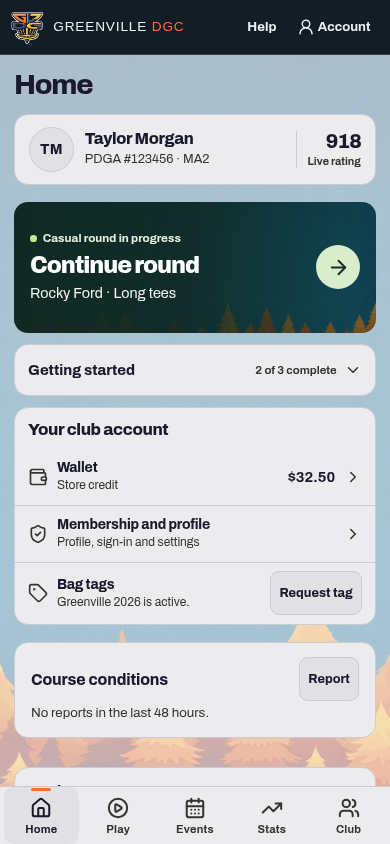 GREENVILLE DGC
Help
Account
Home
TM
Taylor Morgan
PDGA #123456 · MA2
918
Live rating
Casual round in progress
Continue round
Rocky Ford · Long tees
Getting started
2 of 3 complete
Your club account
Wallet
Store credit
$32.50
Membership and profile
Profile, sign-in and settings
Bag tags
Greenville 2026 is active.
Request tag
Course conditions
Report
No reports in the last 48 hours.
Home
Play
Events
Stats
Club